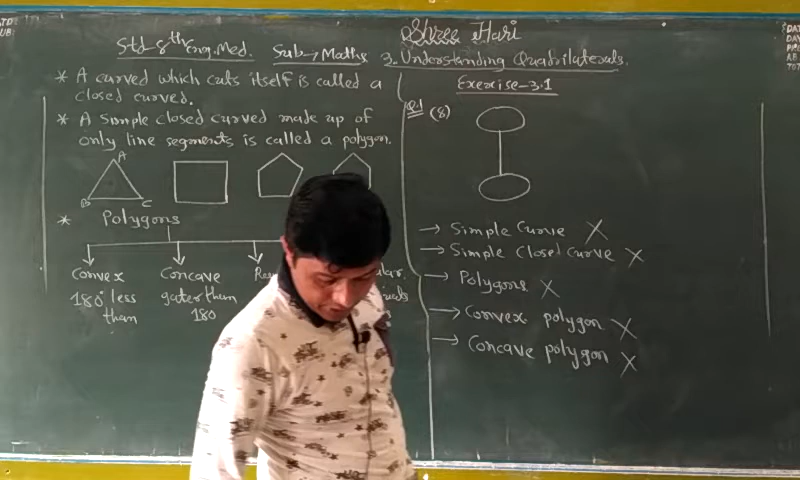 Shree Hari
Std 8th Eng. Med. Sub → Maths 3. Understanding Quadrilaterals.
* A curved which cuts itself is called a
closed curved.
* A simple closed curved made up of
only line segments is called a polygon.
A
B C
* Polygons
Convex Concave
180° less gater than
than 180
Exercise-3.1
Q.1 (8)
→ Simple Curve X
→ Simple Closed Curve X
→ Polygons X
→ Convex polygon X
→ Concave polygon X